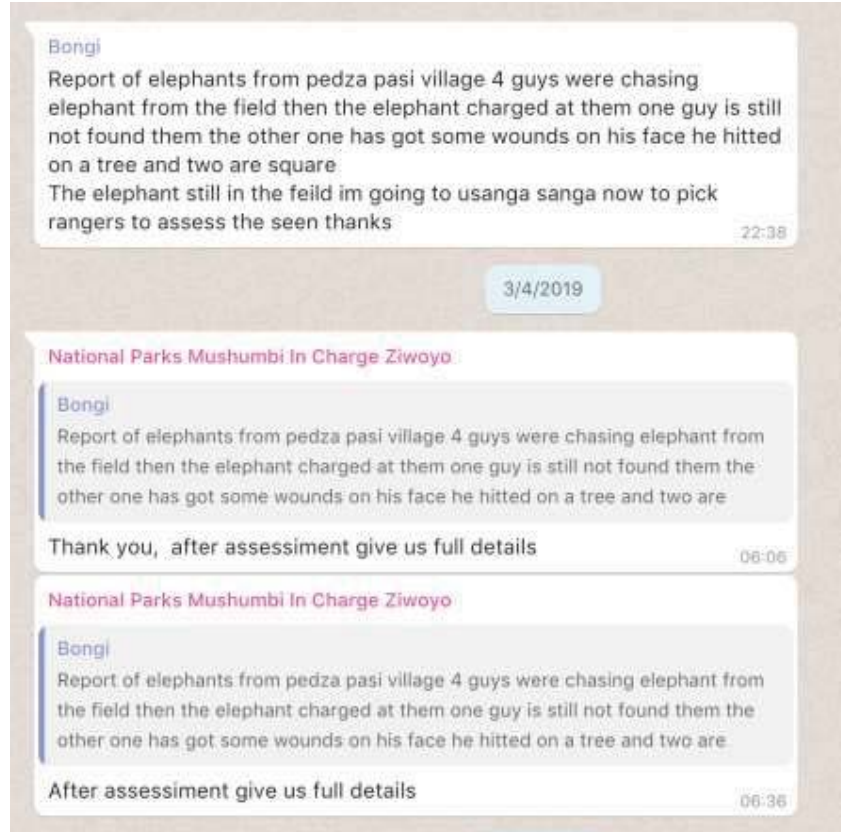 Bongi
Report of elephants from pedza pasi village 4 guys were chasing
elephant from the field then the elephant charged at them one guy is still
not found them the other one has got some wounds on his face he hitted
on a tree and two are square
The elephant still in the feild im going to usanga sanga now to pick
rangers to assess the seen thanks
22:38
3/4/2019
National Parks Mushumbi In Charge Ziwoyo
Bongi
Report of elephants from pedza pasi village 4 guys were chasing elephant from
the field then the elephant charged at them one guy is still not found them the
other one has got some wounds on his face he hitted on a tree and two are
Thank you, after assessiment give us full details
06:06
National Parks Mushumbi In Charge Ziwoyo
Bongi
Report of elephants from pedza pasi village 4 guys were chasing elephant from
the field then the elephant charged at them one guy is still not found them the
other one has got some wounds on his face he hitted on a tree and two are
After assessiment give us full details
06:36